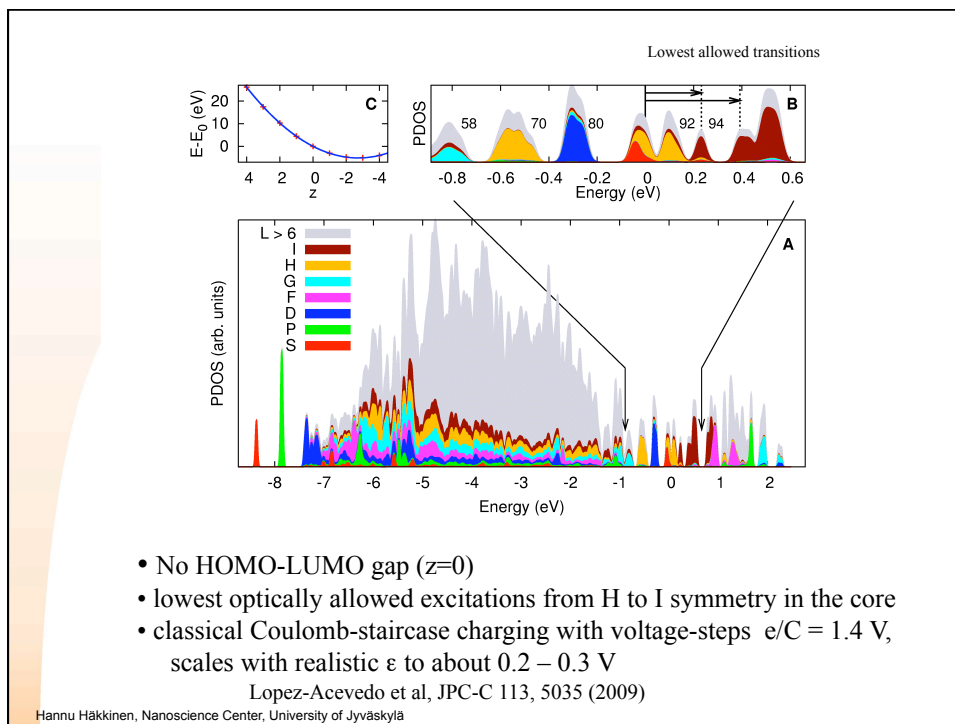 Lowest allowed transitions
C
E-E0 (eV)
20
10
0
4 2 0 -2 -4
z
B
PDOS
58 70 80 92 94
-0.8 -0.6 -0.4 -0.2 0 0.2 0.4 0.6
Energy (eV)
A
L > 6
I
H
G
F
D
P
S
PDOS (arb. units)
-8 -7 -6 -5 -4 -3 -2 -1 0 1 2
Energy (eV)
• No HOMO-LUMO gap (z=0)
• lowest optically allowed excitations from H to I symmetry in the core
• classical Coulomb-staircase charging with voltage-steps e/C = 1.4 V,
scales with realistic ε to about 0.2 – 0.3 V
Lopez-Acevedo et al, JPC-C 113, 5035 (2009)
Hannu Häkkinen, Nanoscience Center, University of Jyväskylä